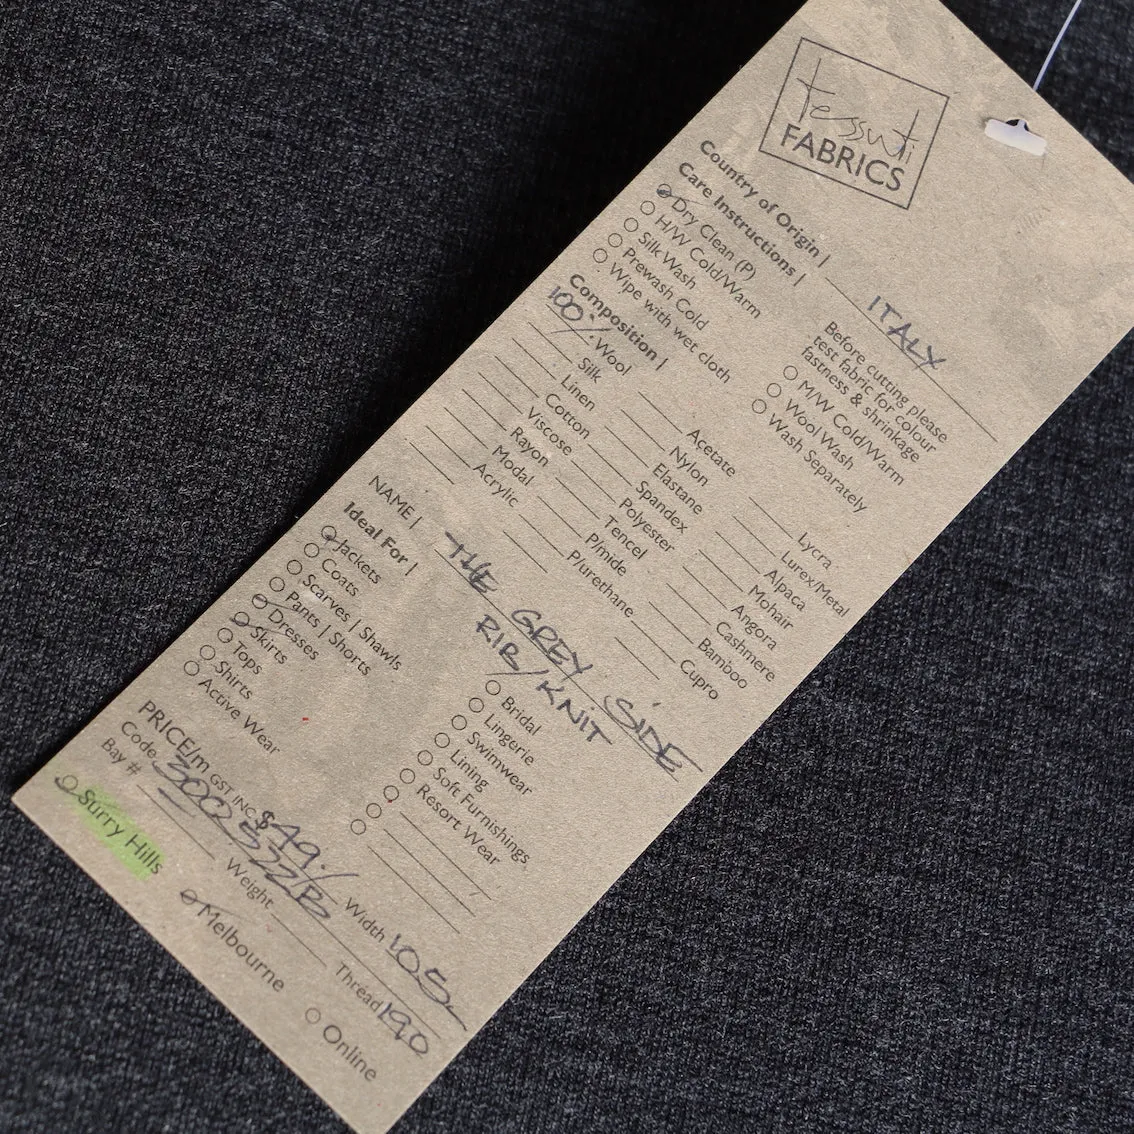 tessuti
FABRICS
Country of Origin | ITALY
Care Instructions |
Dry Clean (P)
H/W Cold/Warm
Silk Wash
Prewash Cold
Wipe with wet cloth
Before cutting please
test fabric for colour
fastness & shrinkage
M/W Cold/Warm
Wool Wash
Wash Separately
Composition |
100% Wool
Silk
Linen
Cotton
Viscose
Rayon
Modal
Acrylic
Acetate
Nylon
Elastane
Spandex
Polyester
Tencel
P/mide
P/urethane
Lycra
Lurex/Metal
Alpaca
Mohair
Angora
Cashmere
Bamboo
Cupro
NAME | THE GREY SIDE
RIB/KNIT
Ideal For |
Jackets
Coats
Scarves | Shawls
Pants | Shorts
Dresses
Skirts
Tops
Shirts
Active Wear
Bridal
Lingerie
Swimwear
Lining
Soft Furnishings
Resort Wear
PRICE/m GST INC $49./ Width 105
Code Thread 190
Bay # Weight
Surry Hills
Melbourne
Online